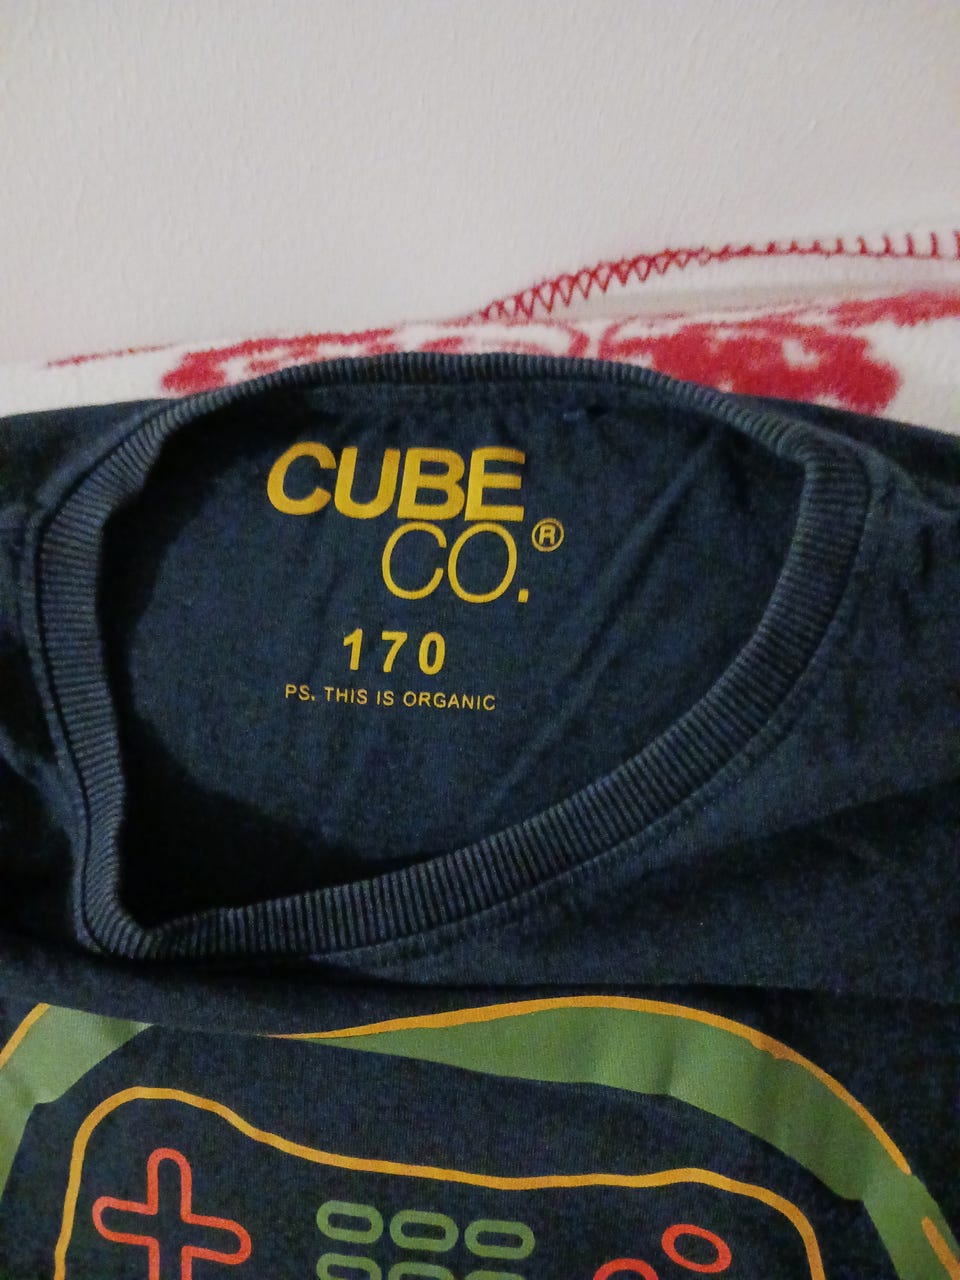 CUBE
CO.®
170
PS. THIS IS ORGANIC